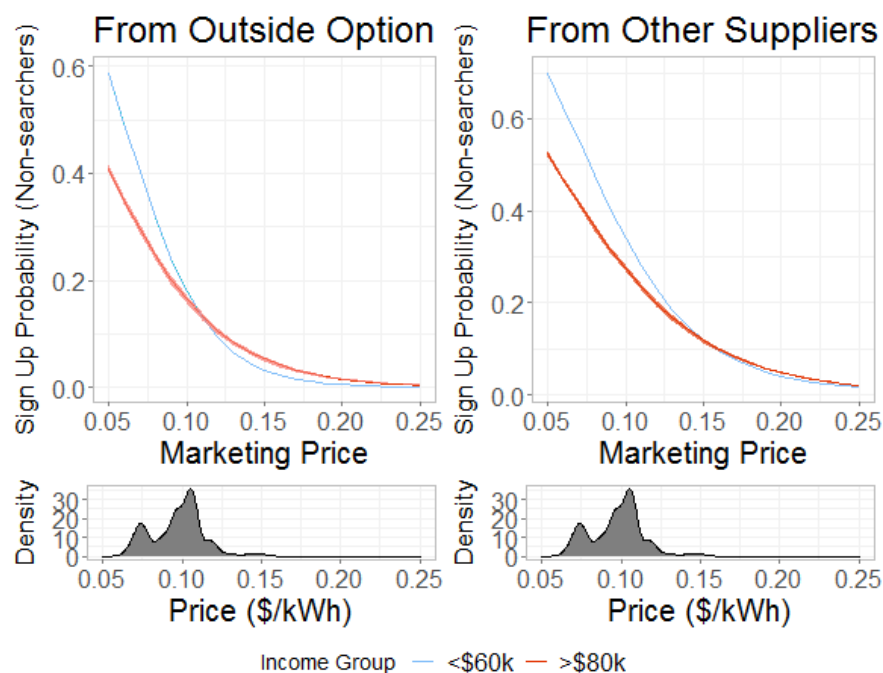 From Outside Option
Sign Up Probability (Non-searchers)
0.6
0.4
0.2
0.0
0.05 0.10 0.15 0.20 0.25
Marketing Price
Density
30
20
10
0
0.05 0.10 0.15 0.20 0.25
Price ($/kWh)
From Other Suppliers
Sign Up Probability (Non-searchers)
0.6
0.4
0.2
0.0
0.05 0.10 0.15 0.20 0.25
Marketing Price
Density
30
20
10
0
0.05 0.10 0.15 0.20 0.25
Price ($/kWh)
Income Group <$60k >$80k